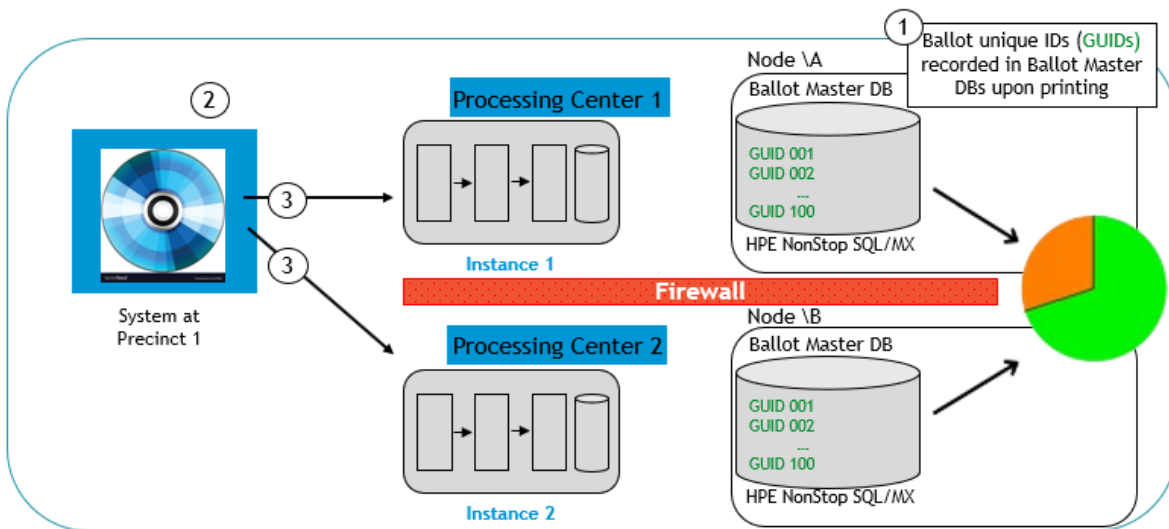 1
Ballot unique IDs (GUIDs)
recorded in Ballot Master
DBs upon printing
Node \A
Ballot Master DB
GUID 001
GUID 002
...
GUID 100
HPE NonStop SQL/MX
2
System at
Precinct 1
3
3
Processing Center 1
Instance 1
Firewall
Processing Center 2
Instance 2
Node \B
Ballot Master DB
GUID 001
GUID 002
...
GUID 100
HPE NonStop SQL/MX